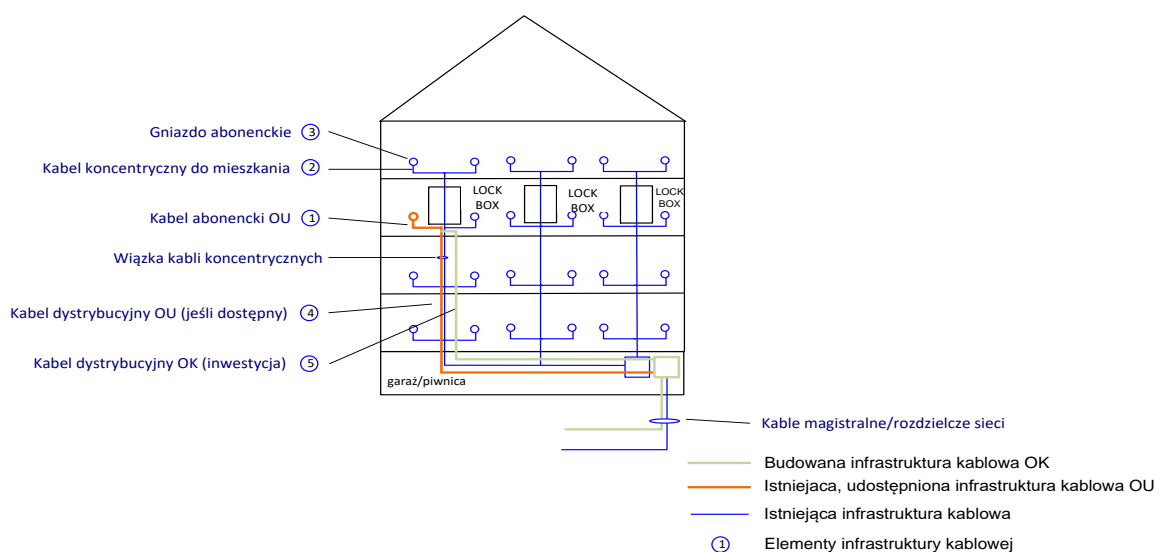 Gniazdo abonenckie 3
Kabel koncentryczny do mieszkania 2
LOCK
BOX
LOCK
BOX
LOCK
BOX
Kabel abonencki OU 1
Wiązka kabli koncentrycznych
Kabel dystrybucyjny OU (jeśli dostępny) 4
Kabel dystrybucyjny OK (inwestycja) 5
garaż/piwnica
Kable magistralne/rozdzielcze sieci
Budowana infrastruktura kablowa OK
Istniejaca, udostępniona infrastruktura kablowa OU
Istniejąca infrastruktura kablowa
1 Elementy infrastruktury kablowej